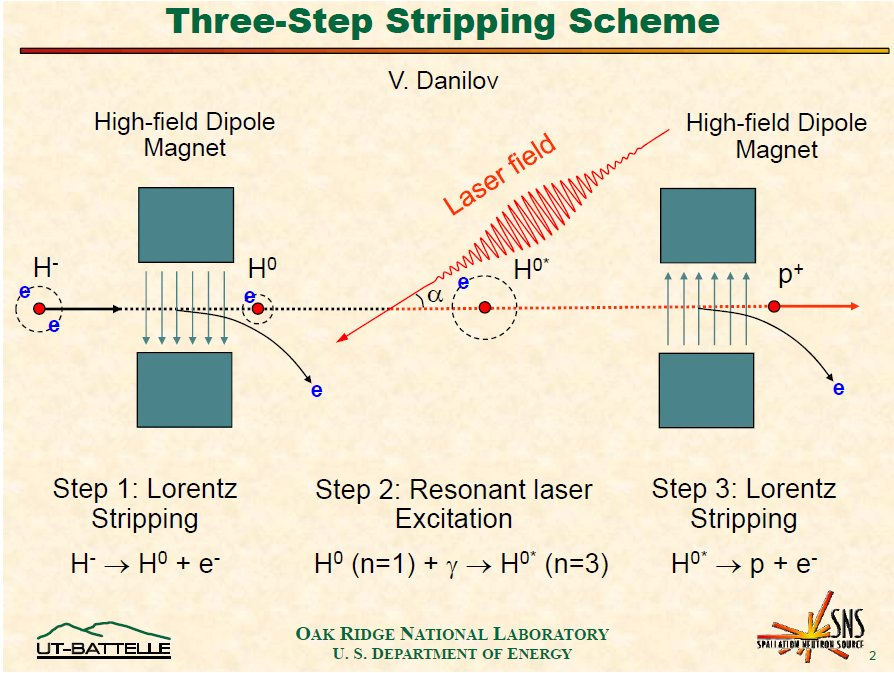 Three-Step Stripping Scheme
V. Danilov
High-field Dipole
Magnet
High-field Dipole
Magnet
Laser field
H-
e
e
H0
e
α
e
H0*
p+
e
e
Step 1: Lorentz
Stripping
H- → H0 + e-
Step 2: Resonant laser
Excitation
H0 (n=1) + γ → H0* (n=3)
Step 3: Lorentz
Stripping
H0* → p + e-
UT-BATTELLE
OAK RIDGE NATIONAL LABORATORY
U. S. DEPARTMENT OF ENERGY
SNS
SPALLATION NEUTRON SOURCE
2